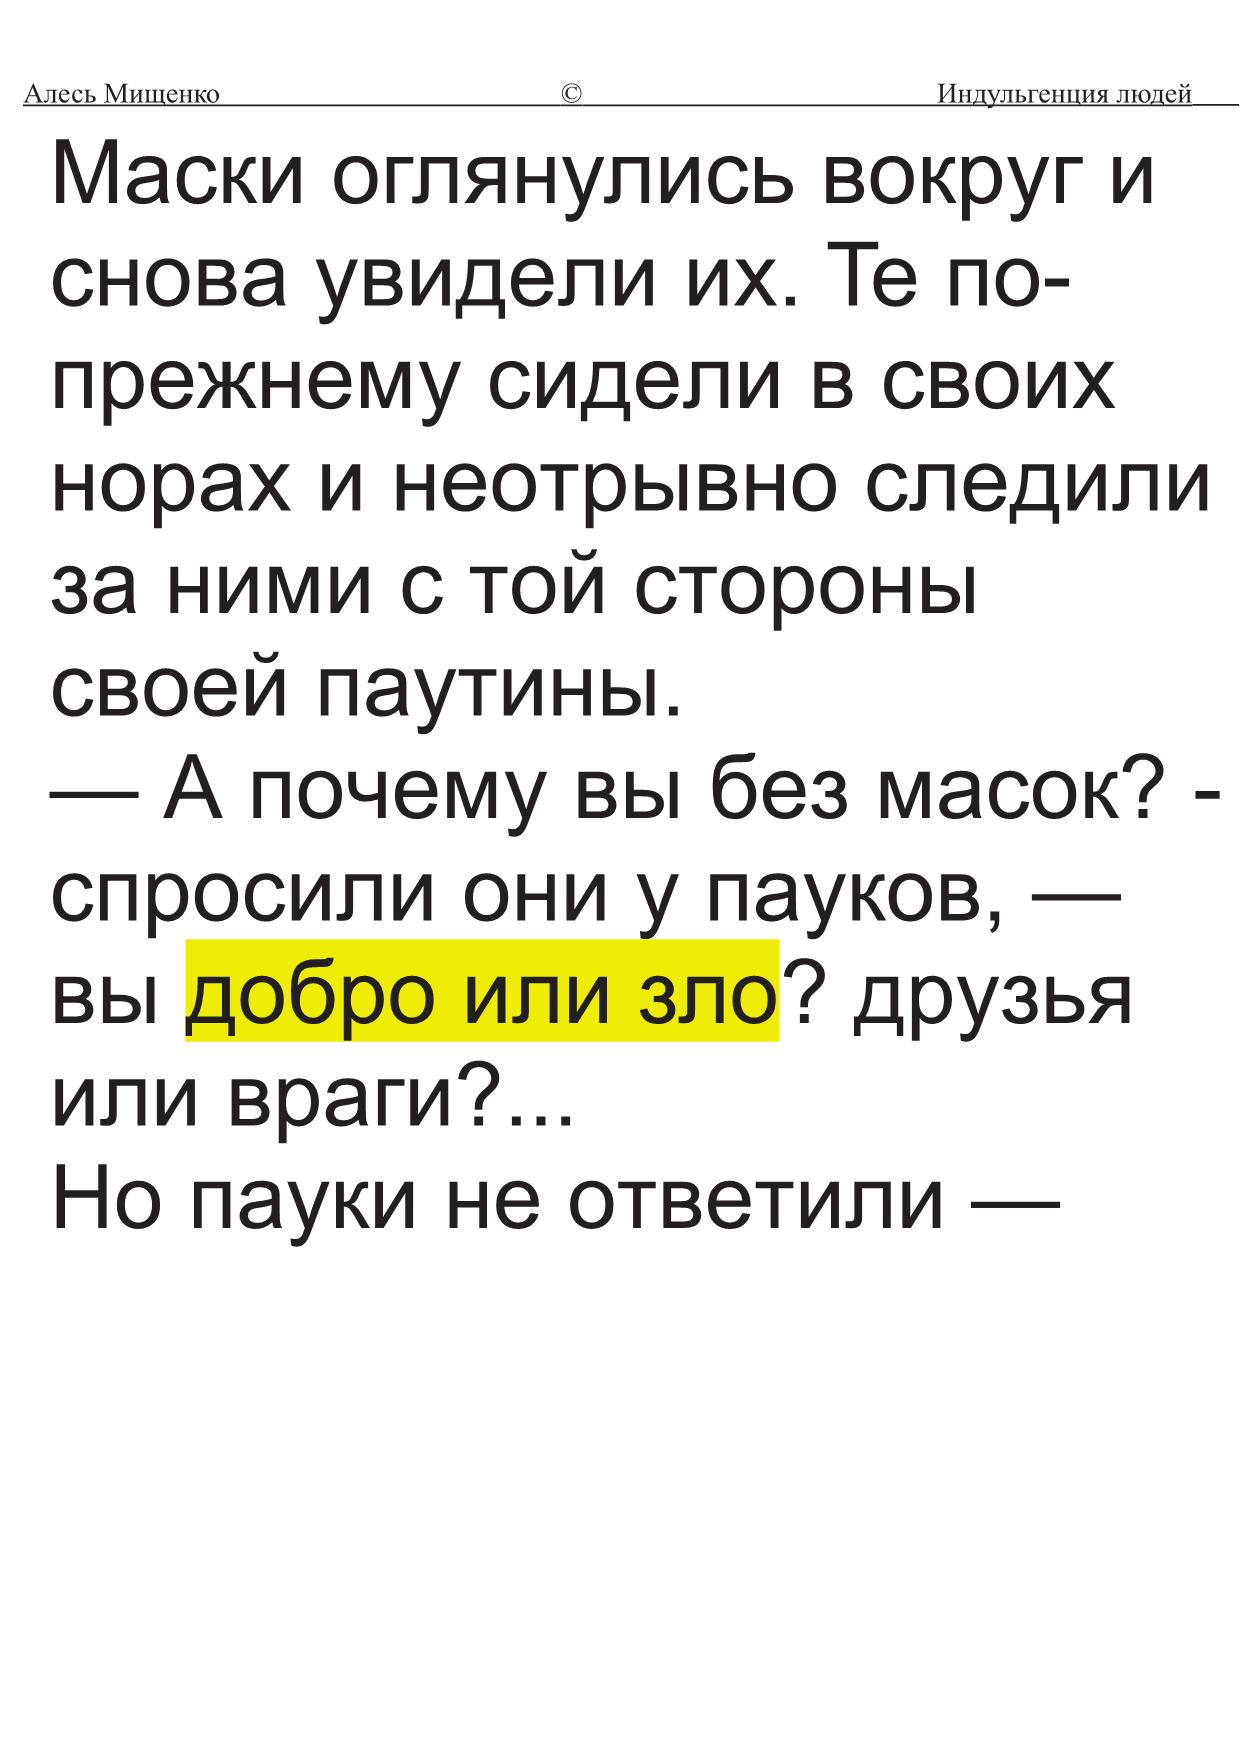 Алесь Мищенко © Индульгенция людей
Маски оглянулись вокруг и
снова увидели их. Те по-
прежнему сидели в своих
норах и неотрывно следили
за ними с той стороны
своей паутины.
— А почему вы без масок? -
спросили они у пауков, —
вы добро или зло? друзья
или враги?...
Но пауки не ответили —